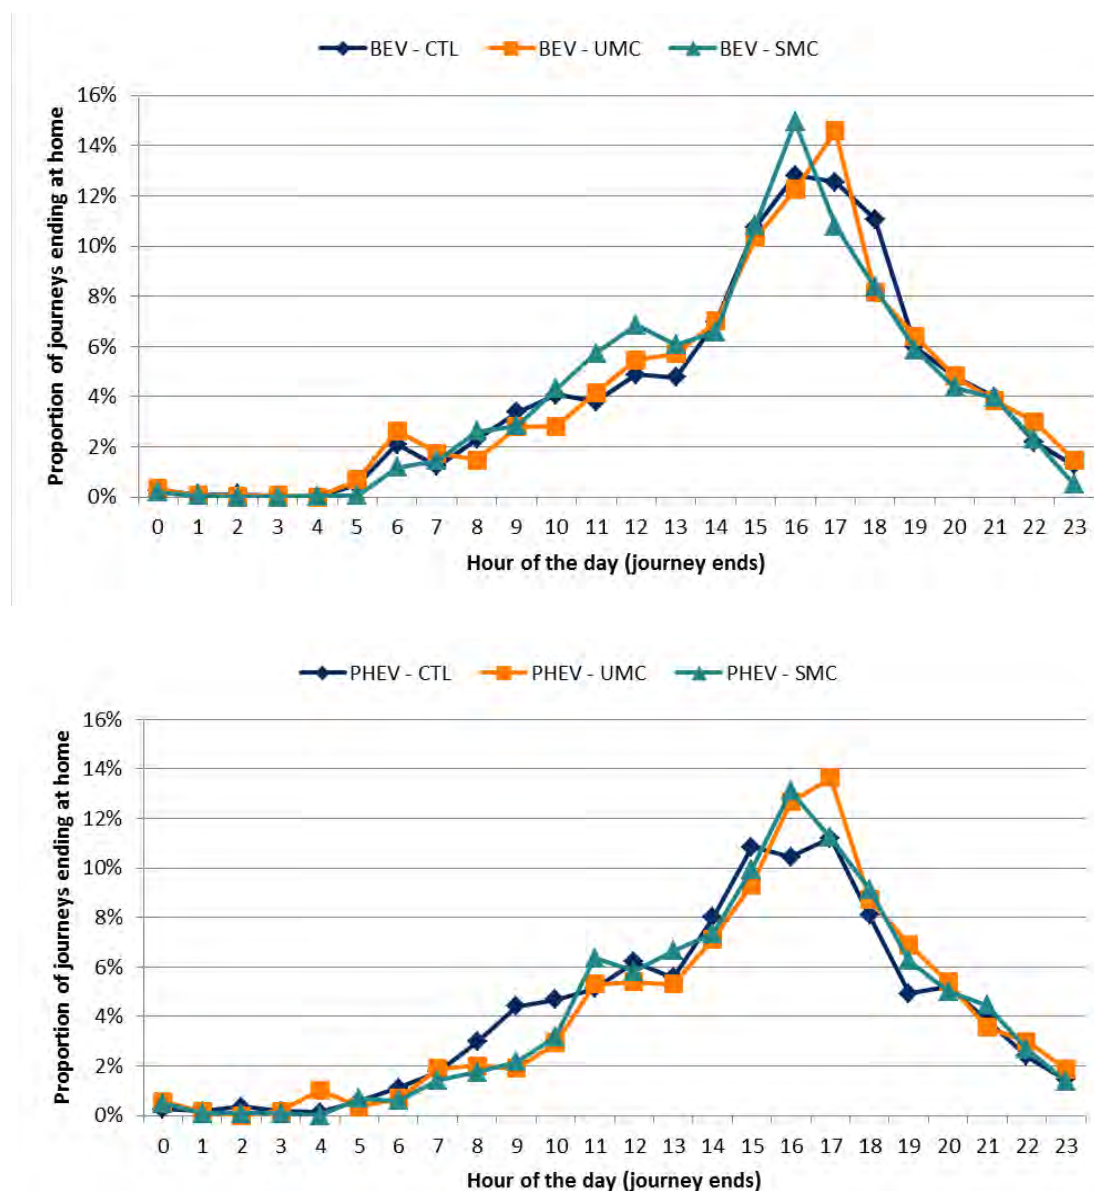 BEV - CTL BEV - UMC BEV - SMC
Proportion of journeys ending at home
16%
14%
12%
10%
8%
6%
4%
2%
0%
0 1 2 3 4 5 6 7 8 9 10 11 12 13 14 15 16 17 18 19 20 21 22 23
Hour of the day (journey ends)
PHEV - CTL PHEV - UMC PHEV - SMC
Proportion of journeys ending at home
16%
14%
12%
10%
8%
6%
4%
2%
0%
0 1 2 3 4 5 6 7 8 9 10 11 12 13 14 15 16 17 18 19 20 21 22 23
Hour of the day (journey ends)